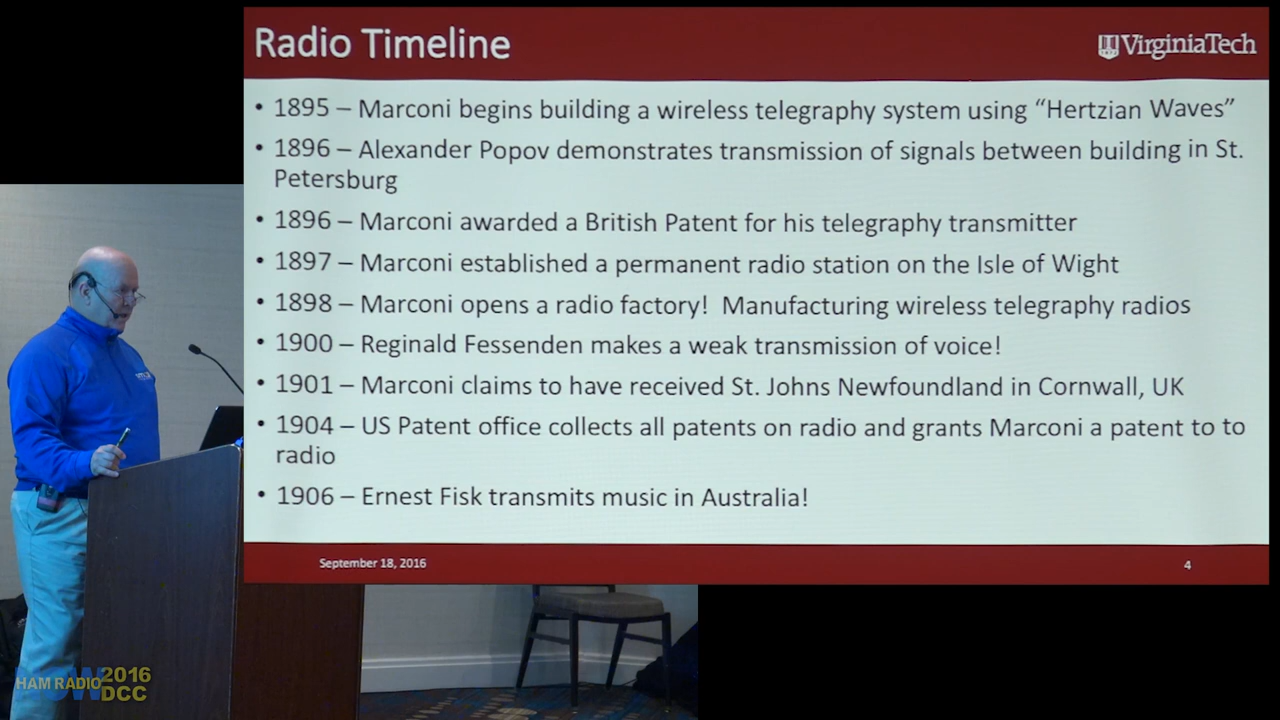 Radio Timeline
VirginiaTech
• 1895 – Marconi begins building a wireless telegraphy system using “Hertzian Waves”
• 1896 – Alexander Popov demonstrates transmission of signals between building in St.
Petersburg
• 1896 – Marconi awarded a British Patent for his telegraphy transmitter
• 1897 – Marconi established a permanent radio station on the Isle of Wight
• 1898 – Marconi opens a radio factory! Manufacturing wireless telegraphy radios
• 1900 – Reginald Fessenden makes a weak transmission of voice!
• 1901 – Marconi claims to have received St. Johns Newfoundland in Cornwall, UK
• 1904 – US Patent office collects all patents on radio and grants Marconi a patent to to
radio
• 1906 – Ernest Fisk transmits music in Australia!
September 18, 2016
4
HAM RADIO
NOW
2016
DCC